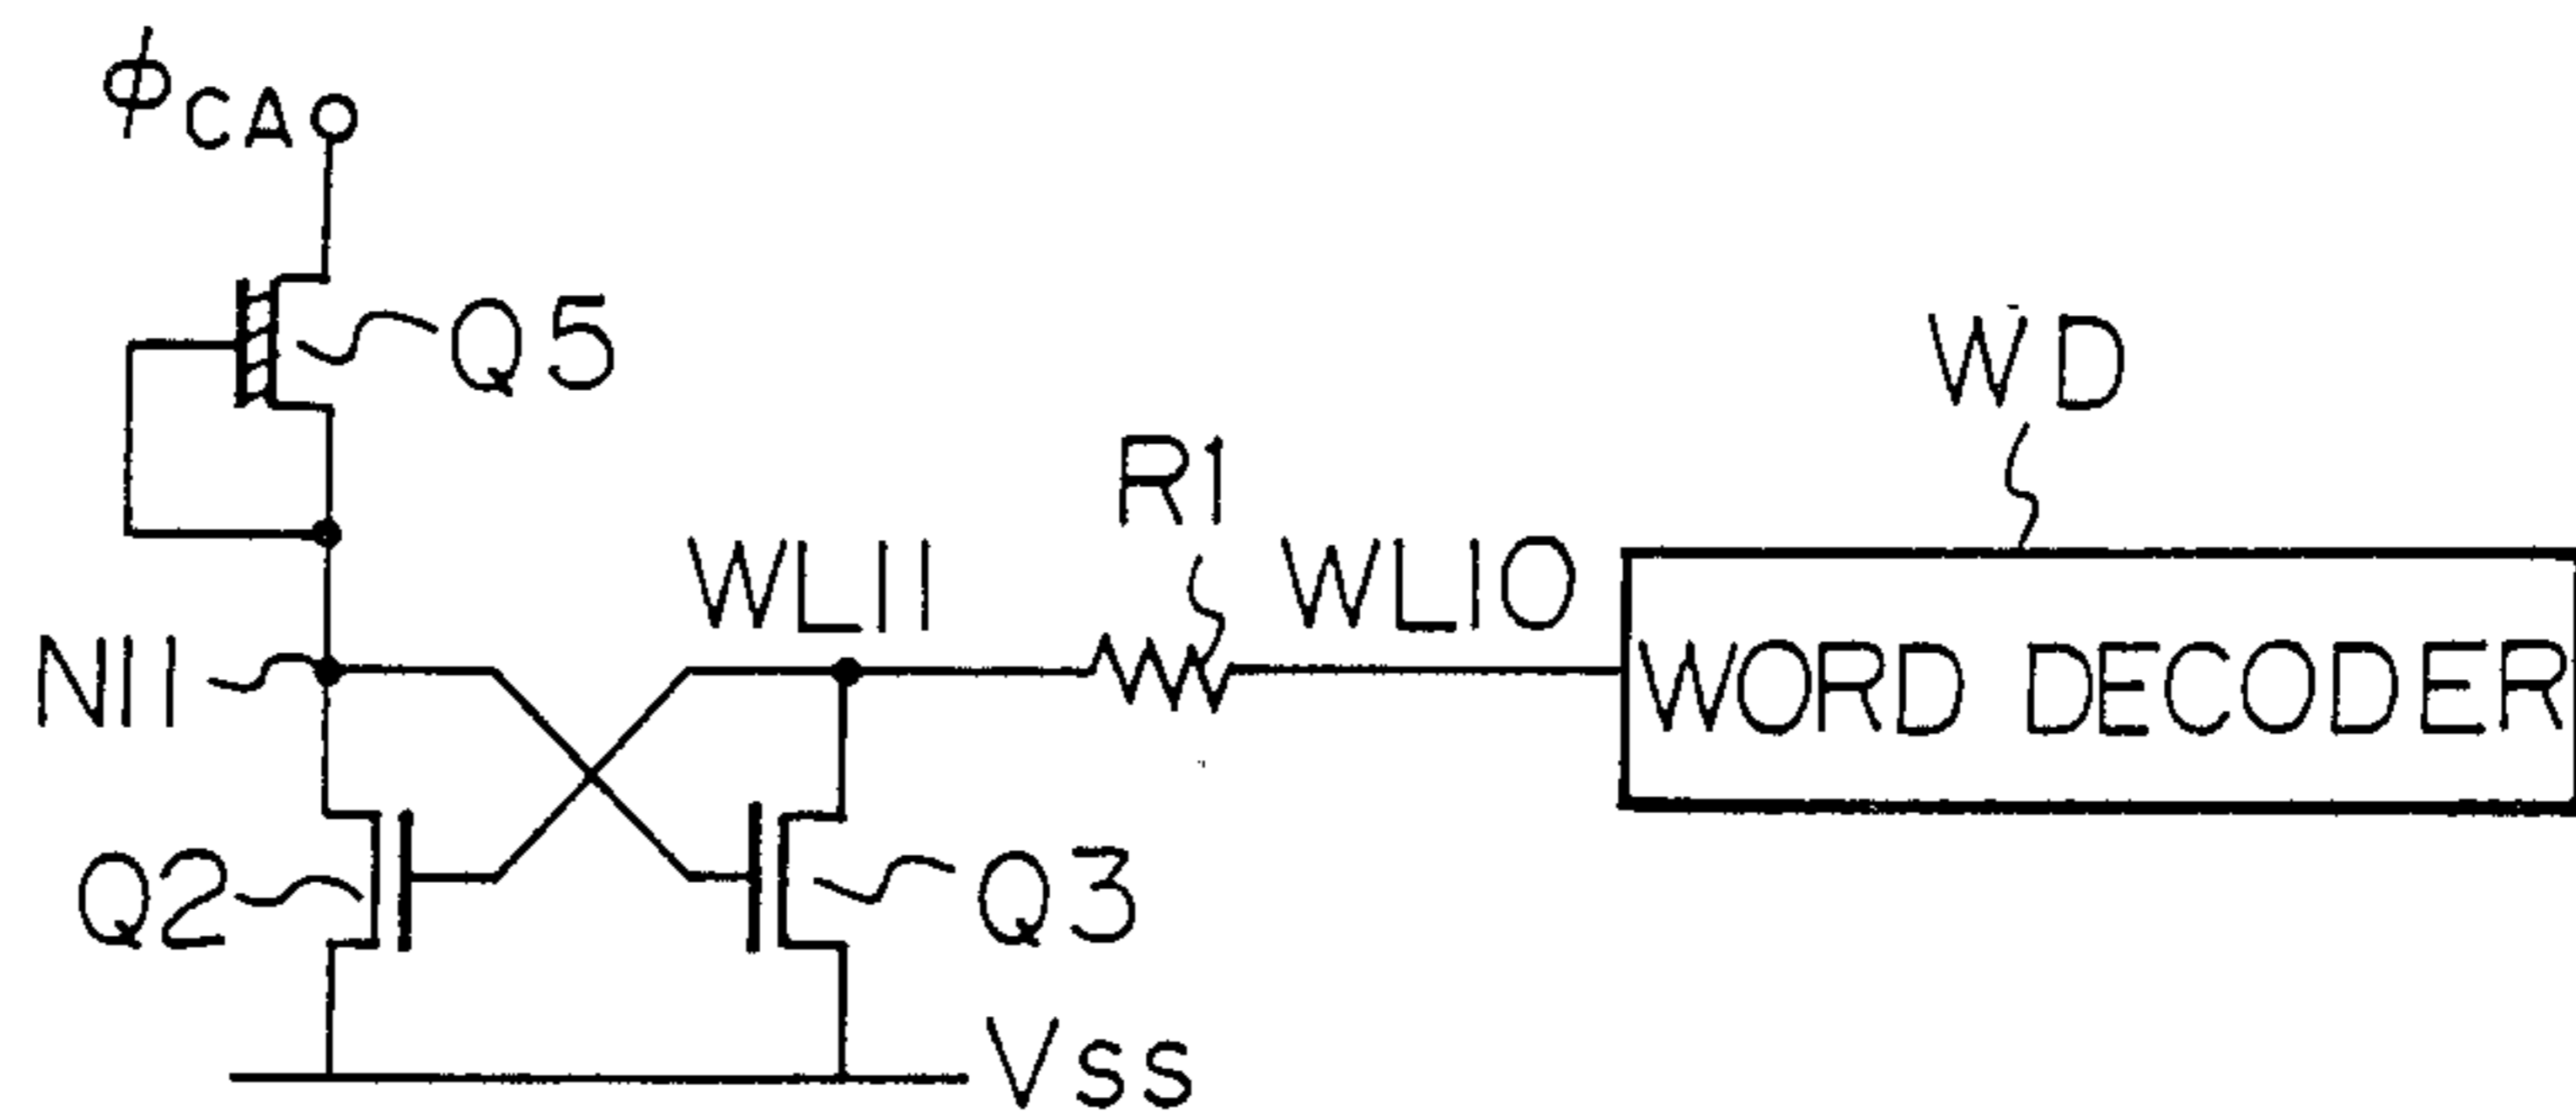 ϕCA
Q5
WD
R1
WL11
WL10
N11
WORD DECODER
Q2
Q3
VSS